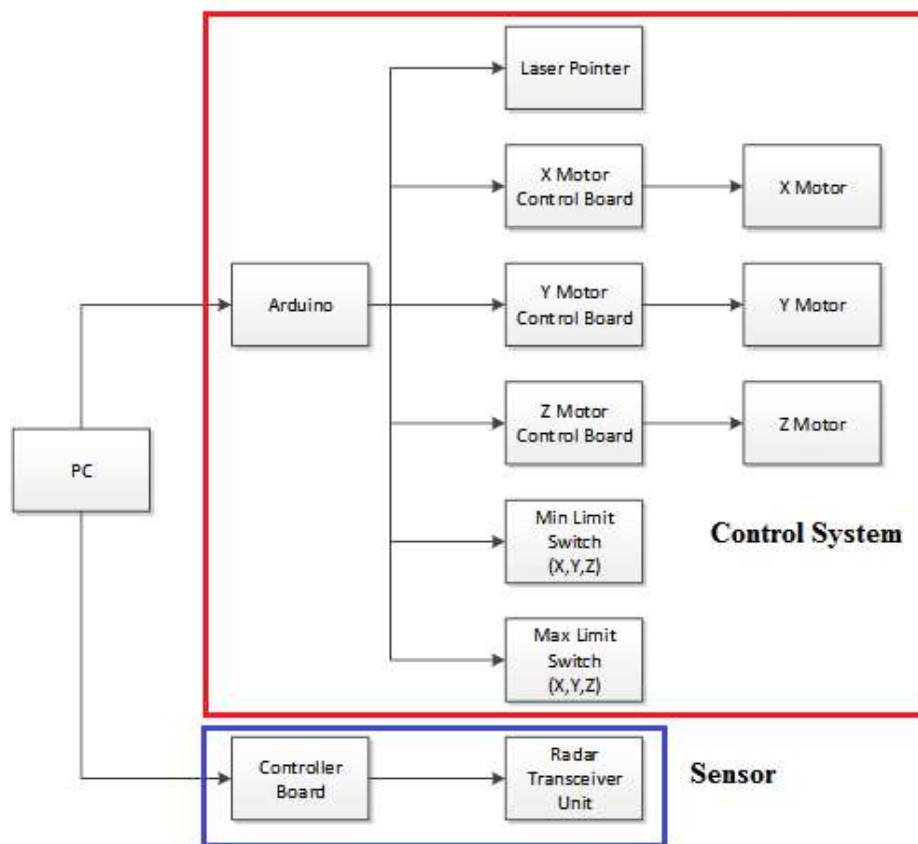 Laser Pointer
X Motor
Control Board
X Motor
Arduino
Y Motor
Control Board
Y Motor
Z Motor
Control Board
Z Motor
PC
Min Limit
Switch
(X,Y,Z)
Control System
Max Limit
Switch
(X,Y,Z)
Controller
Board
Radar
Transceiver
Unit
Sensor